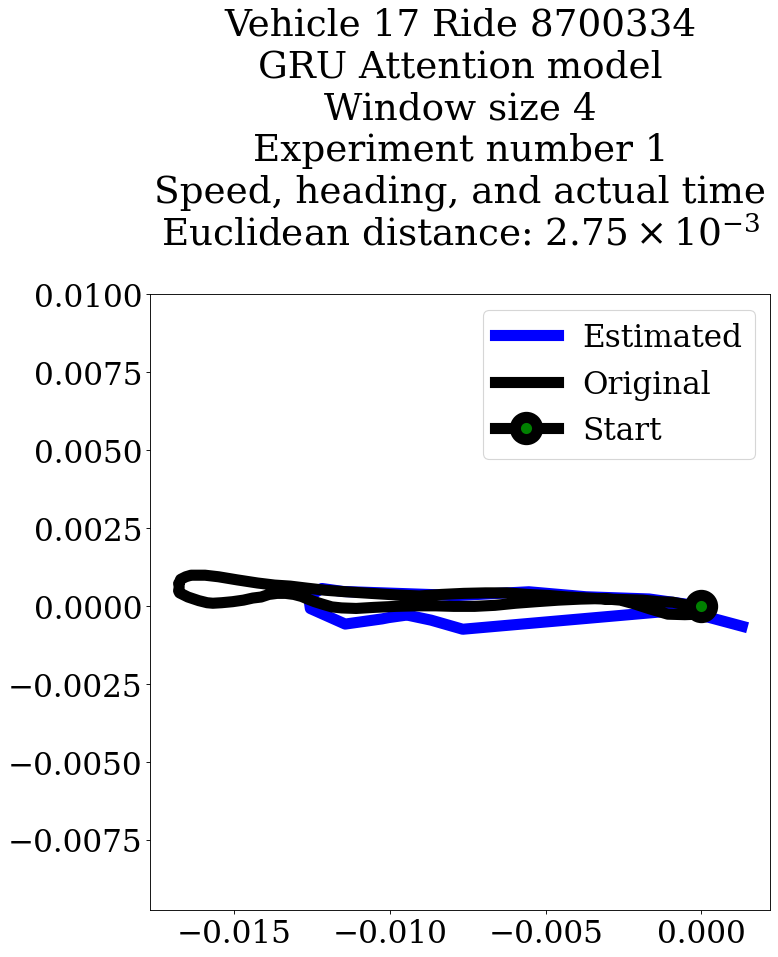 Vehicle 17 Ride 8700334
GRU Attention model
Window size 4
Experiment number 1
Speed, heading, and actual time
Euclidean distance: 2.75 × 10⁻³
0.0100
0.0075
0.0050
0.0025
0.0000
−0.0025
−0.0050
−0.0075
Estimated
Original
Start
−0.015
−0.010
−0.005
0.000